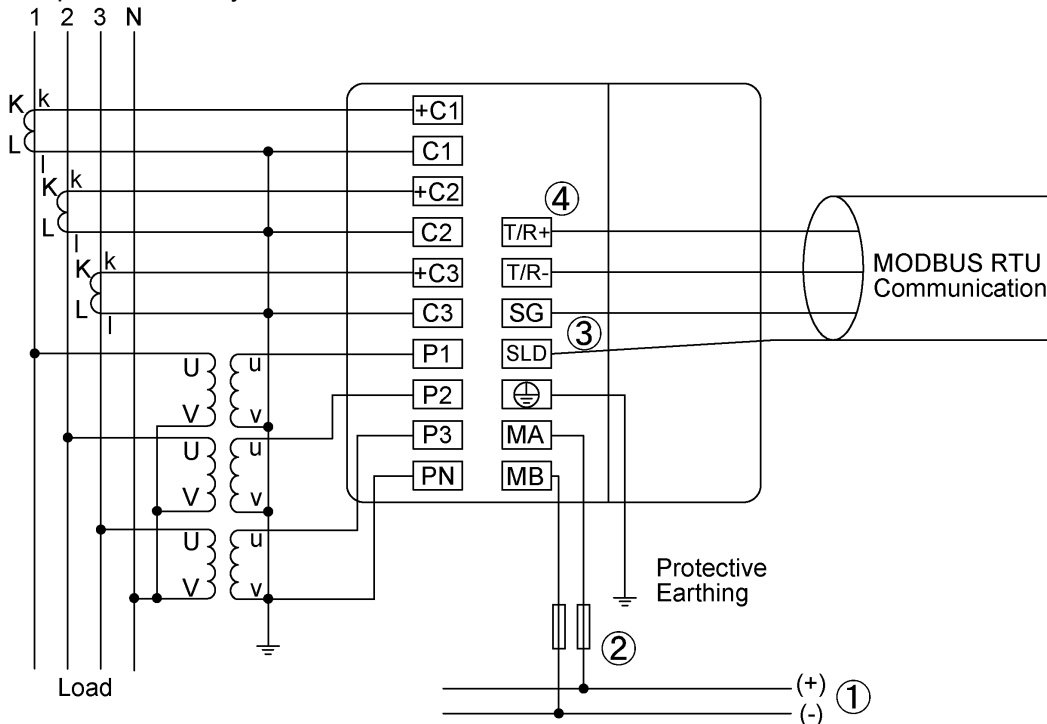 1 2 3 N
K k
L l
K k
L l
K k
L l
+C1
C1
+C2
C2
+C3
C3
P1
P2
P3
PN
④
T/R+
T/R-
SG
③
SLD
MA
MB
MODBUS RTU
Communication
U u
V v
U u
V v
U u
V v
Protective
Earthing
②
Load
(+)
①
(-)